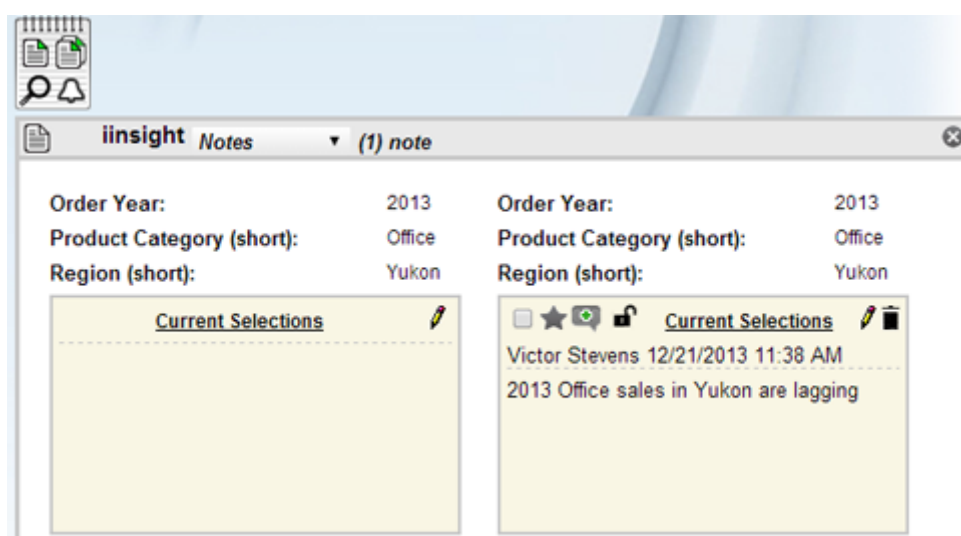 iinsight Notes (1) note
Order Year: 2013
Product Category (short): Office
Region (short): Yukon
Current Selections
Order Year: 2013
Product Category (short): Office
Region (short): Yukon
Current Selections
Victor Stevens 12/21/2013 11:38 AM
2013 Office sales in Yukon are lagging